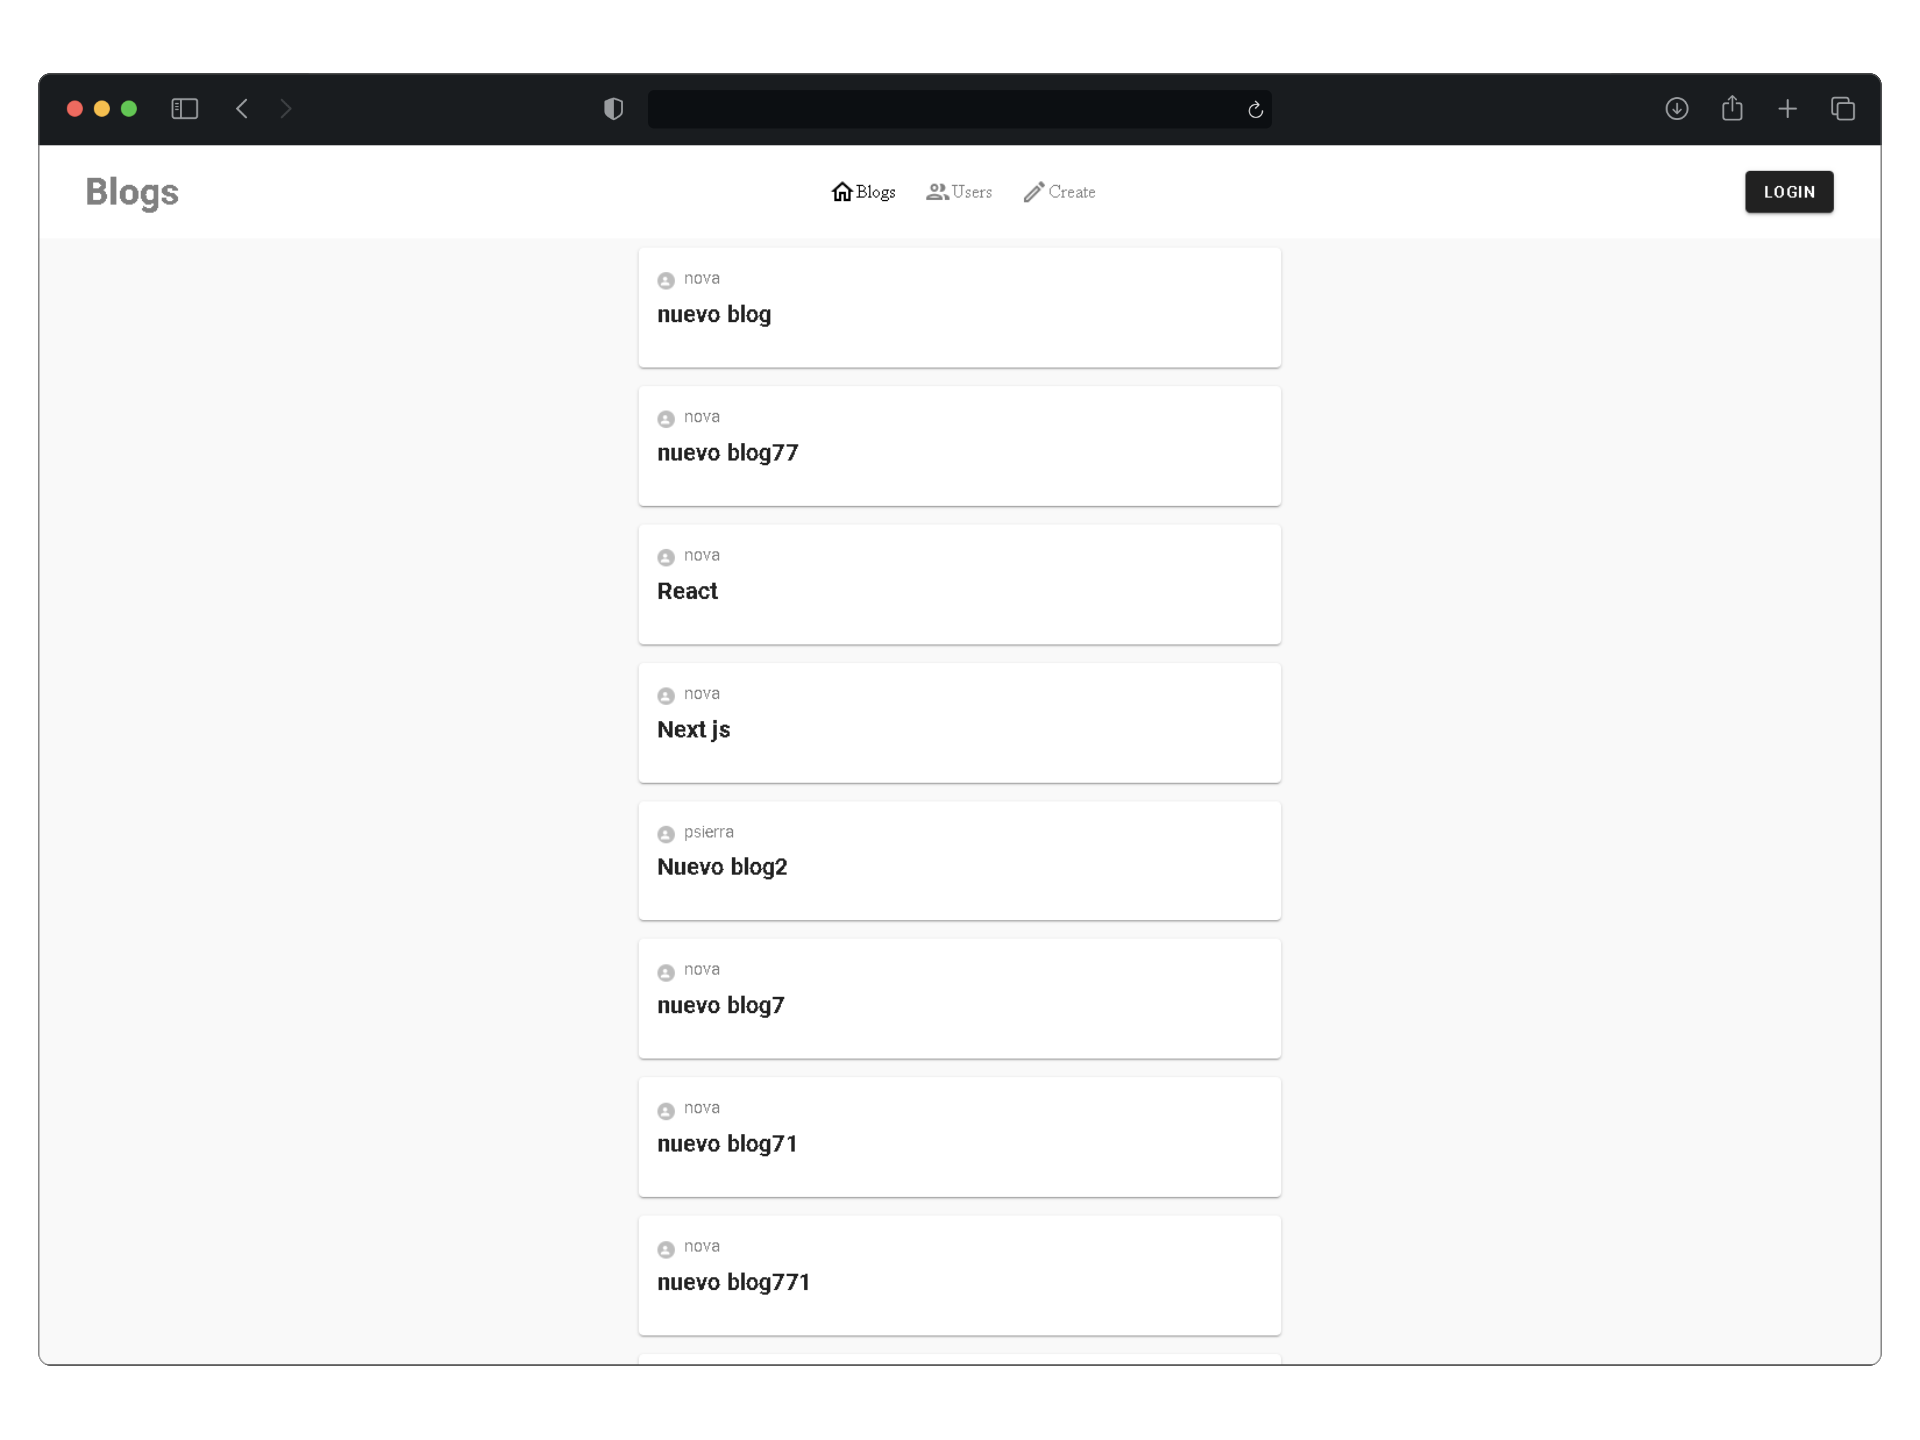 Blogs
Blogs Users Create
LOGIN
nova
nuevo blog
nova
nuevo blog77
nova
React
nova
Next js
psierra
Nuevo blog2
nova
nuevo blog7
nova
nuevo blog71
nova
nuevo blog771